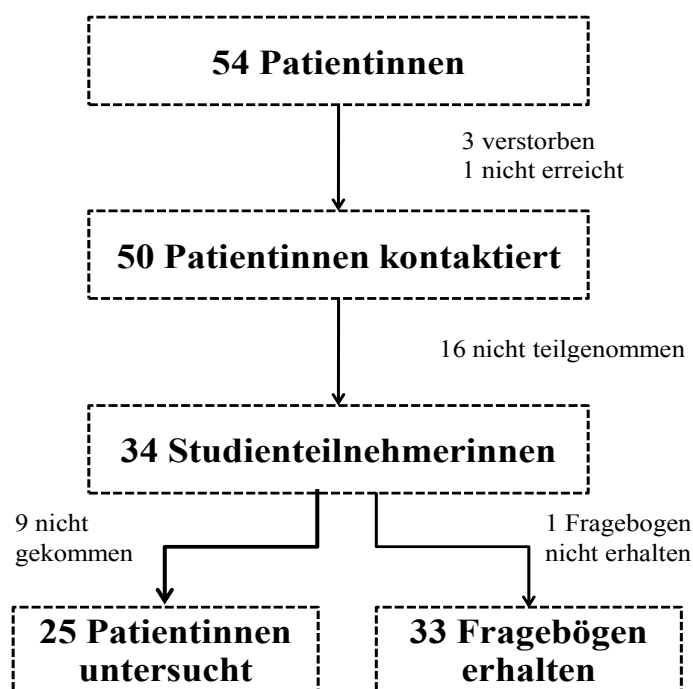 54 Patientinnen
3 verstorben
1 nicht erreicht
50 Patientinnen kontaktiert
16 nicht teilgenommen
34 Studienteilnehmerinnen
9 nicht
gekommen
1 Fragebogen
nicht erhalten
25 Patientinnen
untersucht
33 Fragebögen
erhalten